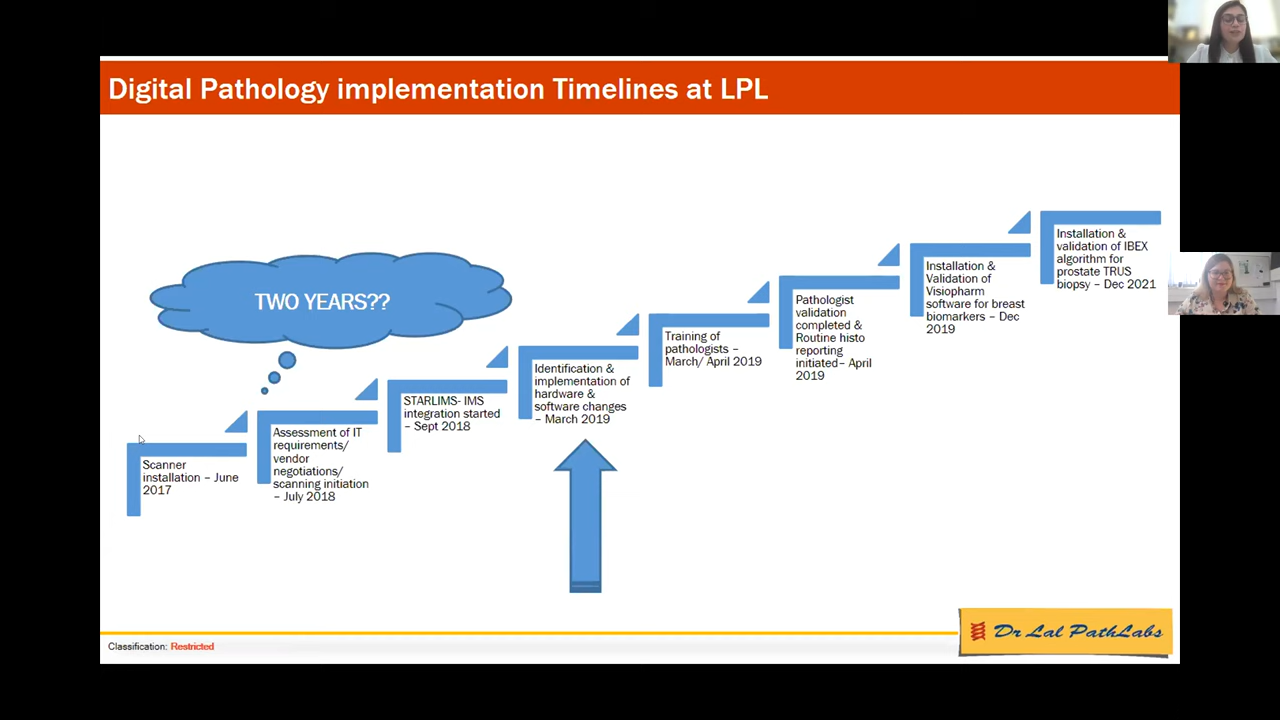 Digital Pathology implementation Timelines at LPL
TWO YEARS??
Scanner
installation – June
2017
Assessment of IT
requirements/
vendor
negotiations/
scanning initiation
– July 2018
STARLIMS- IMS
integration started
– Sept 2018
Identification &
implementation of
hardware &
software changes
– March 2019
Training of
pathologists –
March/ April 2019
Pathologist
validation
completed &
Routine histo
reporting
initiated– April
2019
Installation &
Validation of
Visiopharm
software for breast
biomarkers – Dec
2019
Installation &
validation of IBEX
algorithm for
prostate TRUS
biopsy – Dec 2021
Classification: Restricted
Dr Lal PathLabs